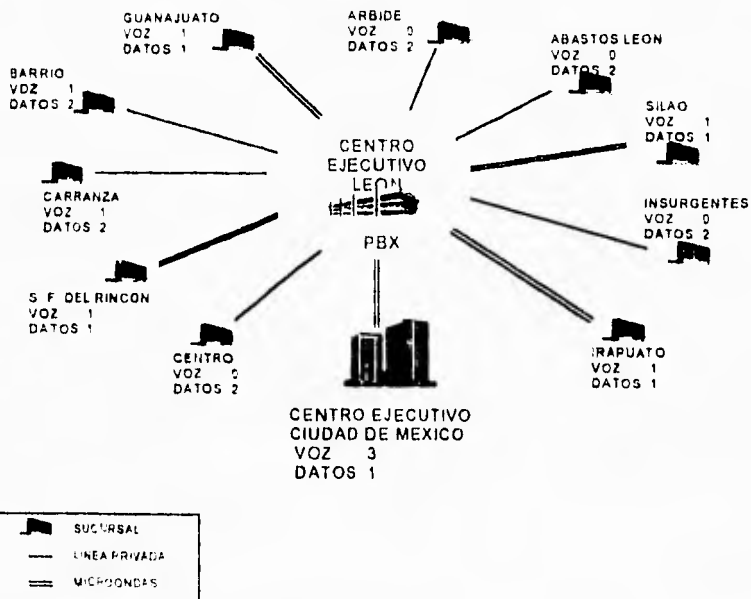 GUANAJUATO
VOZ 1
DATOS 1
ARBIDE
VOZ 0
DATOS 2
ABASTOS LEON
VOZ 0
DATOS 2
BARRIO
VOZ 1
DATOS 2
SILAO
VOZ 1
DATOS 1
CENTRO
EJECUTIVO
LEON
PBX
CARRANZA
VOZ 1
DATOS 2
INSURGENTES
VOZ 0
DATOS 2
S F DEL RINCON
VOZ 1
DATOS 1
CENTRO
VOZ 0
DATOS 2
IRAPUATO
VOZ 1
DATOS 1
CENTRO EJECUTIVO
CIUDAD DE MEXICO
VOZ 3
DATOS 1
SUCURSAL
LINEA PRIVADA
MICROONDAS